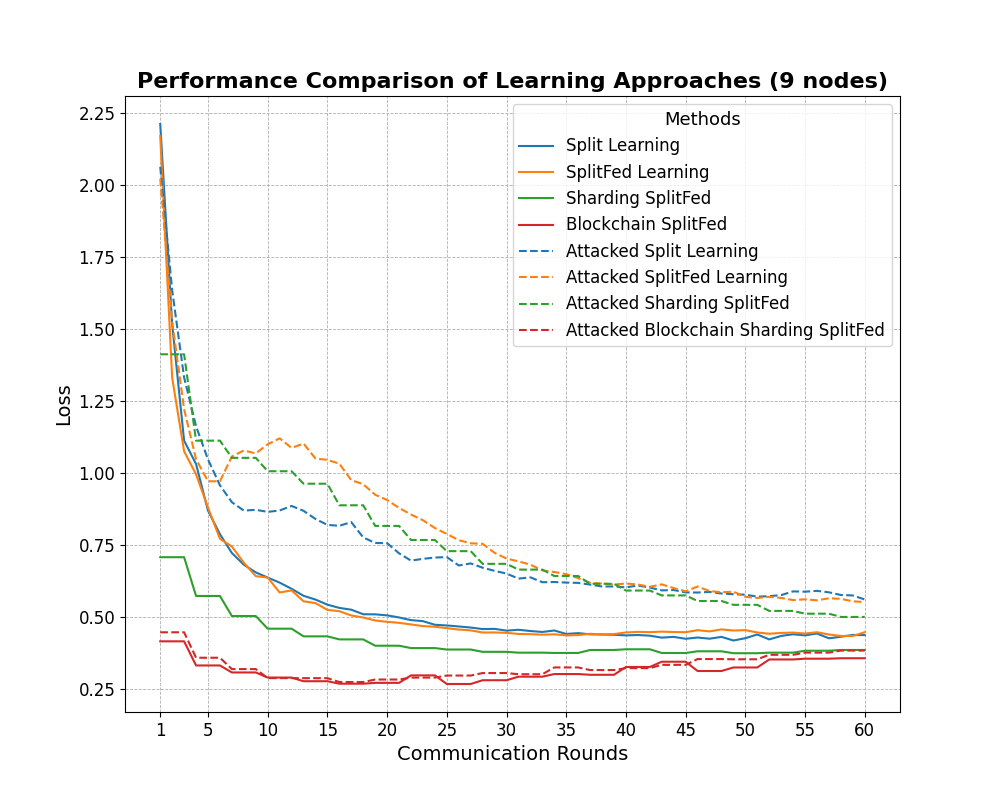 Performance Comparison of Learning Approaches (9 nodes)
2.25
2.00
1.75
1.50
1.25
1.00
0.75
0.50
0.25
Loss
Methods
Split Learning
SplitFed Learning
Sharding SplitFed
Blockchain SplitFed
Attacked Split Learning
Attacked SplitFed Learning
Attacked Sharding SplitFed
Attacked Blockchain Sharding SplitFed
1 5 10 15 20 25 30 35 40 45 50 55 60
Communication Rounds